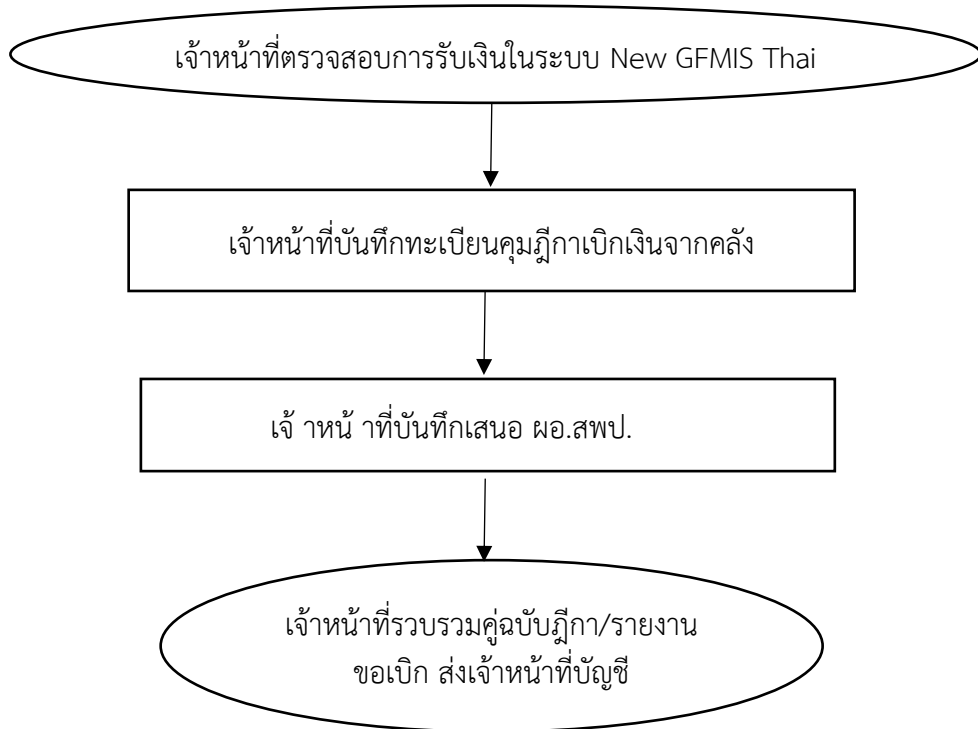 เจ้าหน้าที่ตรวจสอบการรับเงินในระบบ New GFMIS Thai
เจ้าหน้าที่บันทึกทะเบียนคุมฎีกาเบิกเงินจากคลัง
เจ้ าหน้ าที่บันทึกเสนอ ผอ.สพป.
เจ้าหน้าที่รวบรวมคู่ฉบับฎีกา/รายงาน
ขอเบิก ส่งเจ้าหน้าที่บัญชี